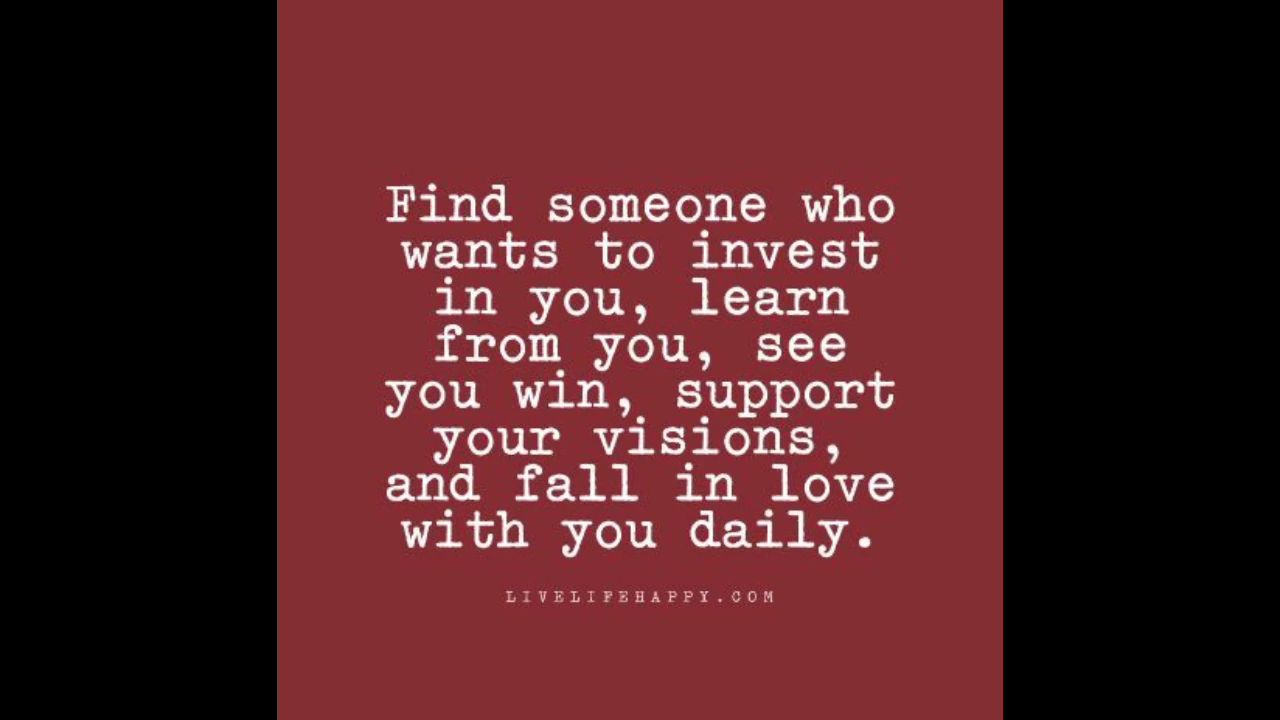 Find someone who
wants to invest
in you, learn
from you, see
you win, support
your visions,
and fall in love
with you daily.
LIVELIFEHAPPY.COM